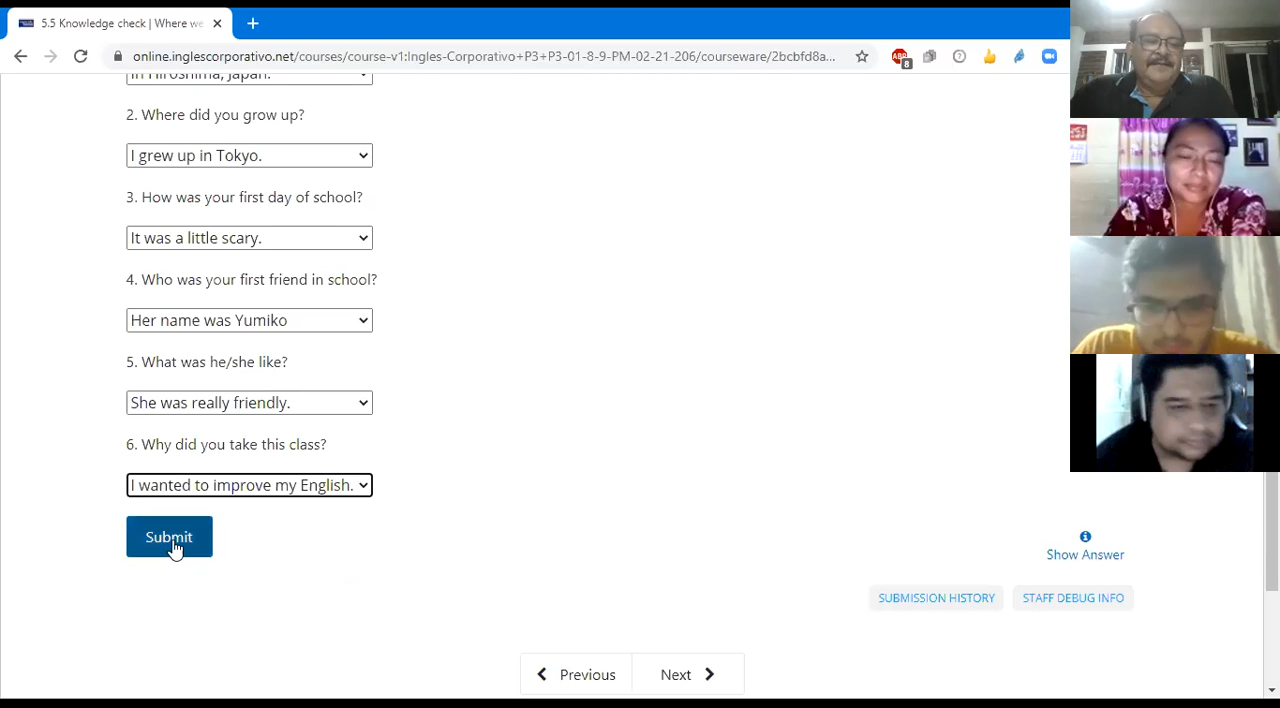 5.5 Knowledge check | Where we
online.inglescorporativo.net/courses/course-v1:Ingles-Corporativo+P3+T-01-8-9-PM-02-21-206/courseware/2bcbfd8a...
8
in Hiroshima, Japan.
2. Where did you grow up?
I grew up in Tokyo.
3. How was your first day of school?
It was a little scary.
4. Who was your first friend in school?
Her name was Yumiko
5. What was he/she like?
She was really friendly.
6. Why did you take this class?
I wanted to improve my English.
Submit
Show Answer
SUBMISSION HISTORY
STAFF DEBUG INFO
Previous
Next